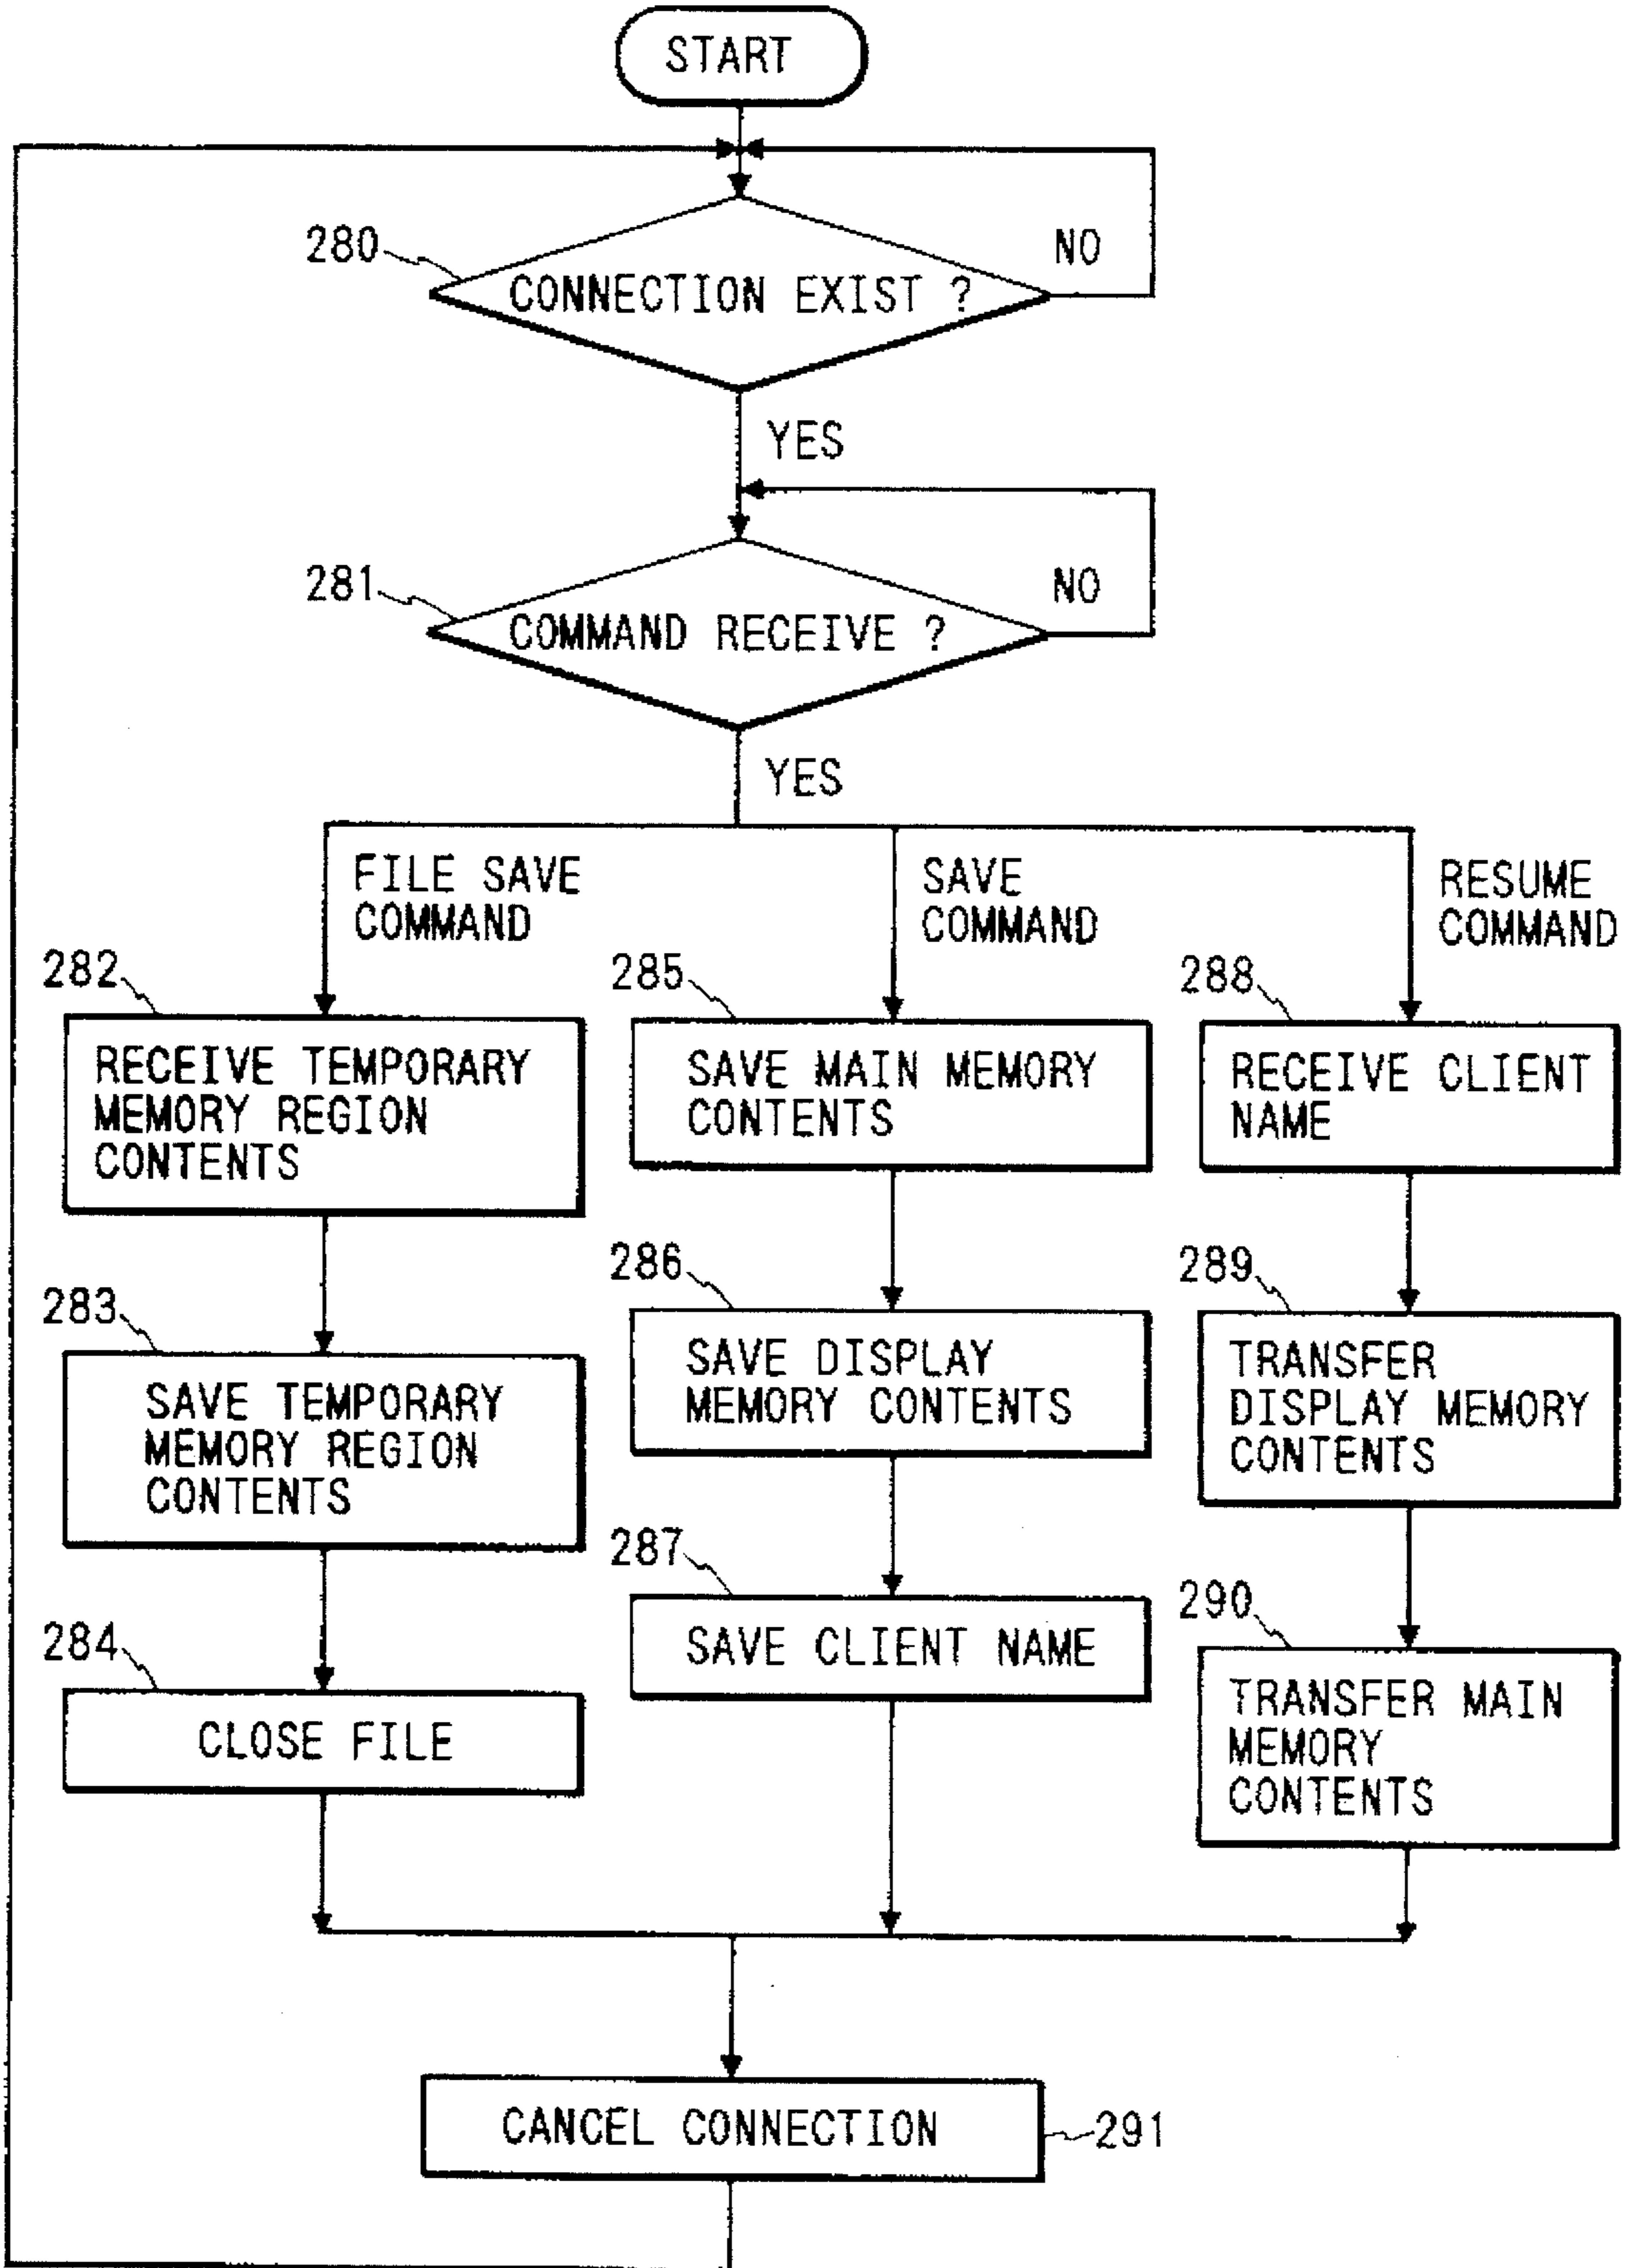 START
280
CONNECTION EXIST ?
NO
YES
281
COMMAND RECEIVE ?
NO
YES
FILE SAVE
COMMAND
SAVE
COMMAND
RESUME
COMMAND
282
RECEIVE TEMPORARY
MEMORY REGION
CONTENTS
283
SAVE TEMPORARY
MEMORY REGION
CONTENTS
284
CLOSE FILE
285
SAVE MAIN MEMORY
CONTENTS
286
SAVE DISPLAY
MEMORY CONTENTS
287
SAVE CLIENT NAME
288
RECEIVE CLIENT
NAME
289
TRANSFER
DISPLAY MEMORY
CONTENTS
290
TRANSFER MAIN
MEMORY
CONTENTS
CANCEL CONNECTION
291